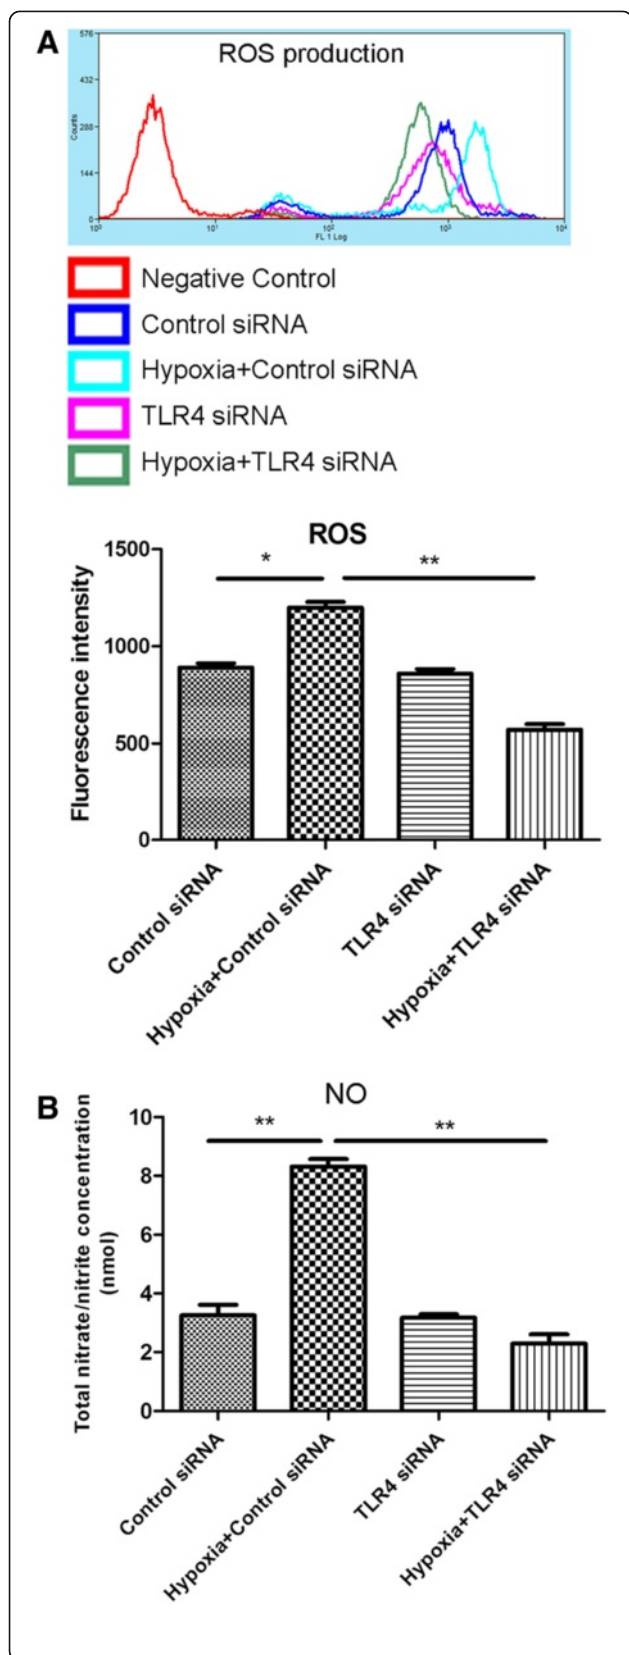 A
ROS production
576
432
288
144
0
Counts
10⁰
10¹
10²
10³
10⁴
FL 1 Log
Negative Control
Control siRNA
Hypoxia+Control siRNA
TLR4 siRNA
Hypoxia+TLR4 siRNA
ROS
Fluorescence intensity
1500
1000
500
0
*
**
Control siRNA
Hypoxia+Control siRNA
TLR4 siRNA
Hypoxia+TLR4 siRNA
B
NO
Total nitrate/nitrite concentration
(nmol)
10
8
6
4
2
0
**
**
Control siRNA
Hypoxia+Control siRNA
TLR4 siRNA
Hypoxia+TLR4 siRNA